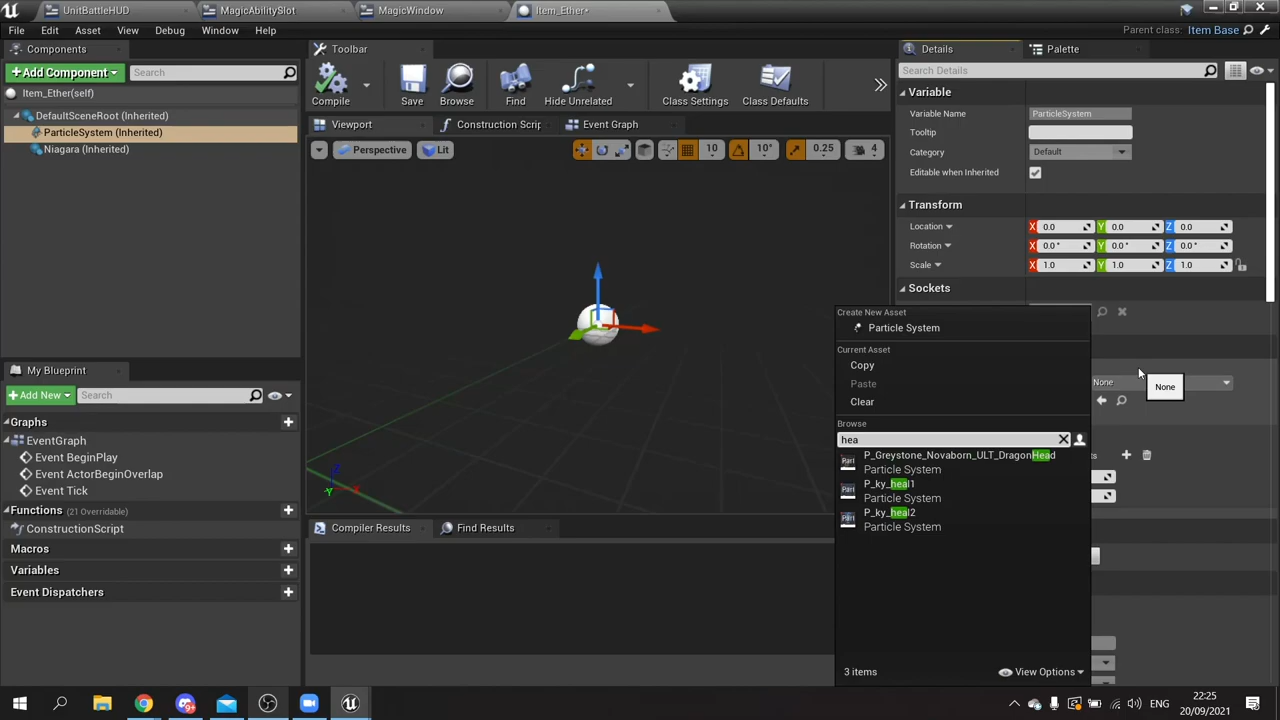 UnitBattleHUD
MagicAbilitySlot
MagicWindow
Item_Ether*
File Edit Asset View Debug Window Help
Parent class: Item Base
Components
Toolbar
Details
Palette
Add Component
Search
Item_Ether(self)
DefaultSceneRoot (Inherited)
ParticleSystem (Inherited)
Niagara (Inherited)
Compile
Save
Browse
Find
Hide Unrelated
Class Settings
Class Defaults
Viewport
Construction Scrip
Event Graph
Perspective
Lit
10
10°
0.25
4
Search Details
Variable
Variable Name
ParticleSystem
Tooltip
Category
Default
Editable when Inherited
Transform
Location
X 0.0 Y 0.0 Z 0.0
Rotation
X 0.0° Y 0.0° Z 0.0°
Scale
X 1.0 Y 1.0 Z 1.0
Sockets
Create New Asset
Particle System
Current Asset
Copy
Paste
Clear
Browse
hea
P_Greystone_Novaborn_ULT_DragonHead
Particle System
P_ky_heal1
Particle System
P_ky_heal2
Particle System
3 items
View Options
None
None
My Blueprint
Add New
Search
Graphs
EventGraph
Event BeginPlay
Event ActorBeginOverlap
Event Tick
Functions (21 Overridable)
ConstructionScript
Macros
Variables
Event Dispatchers
Compiler Results
Find Results
ENG
22:25
20/09/2021